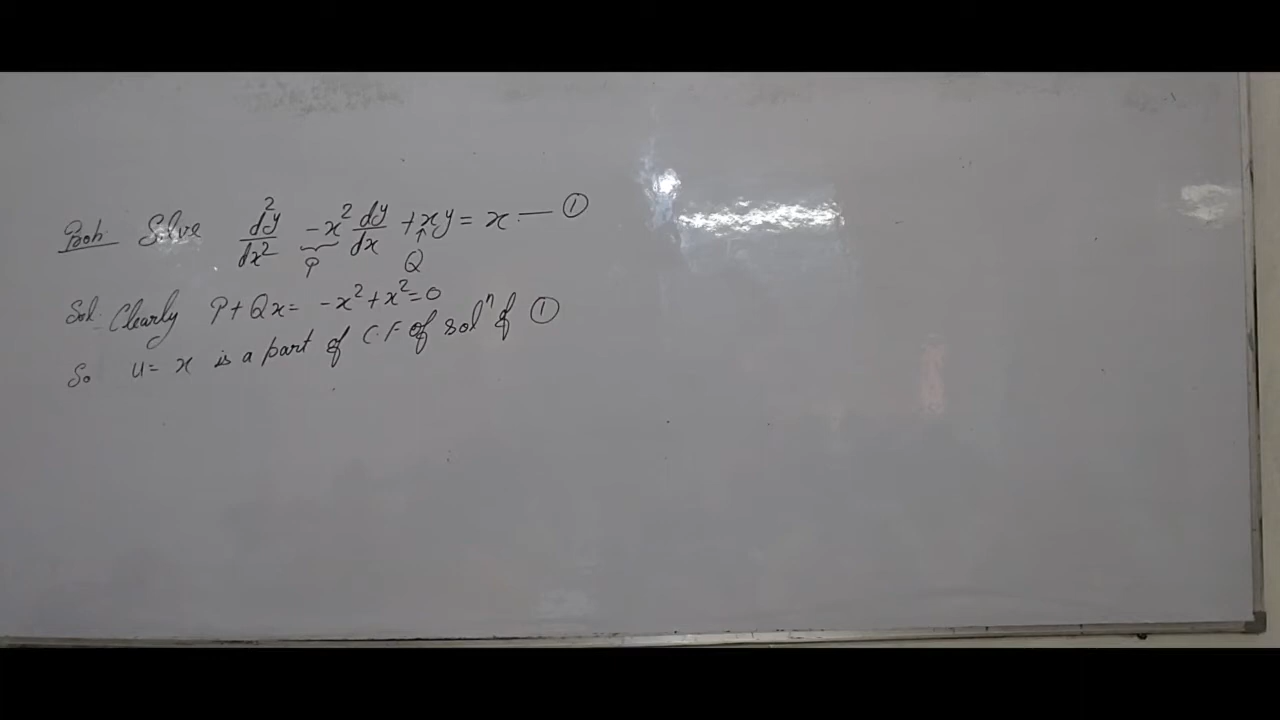 Prob. Solve d²y/dx² -x² dy/dx + xy = x — ①
P Q
Sol: Clearly P + Qx = -x² + x² = 0
So u = x is a part of C.F of solⁿ of ①